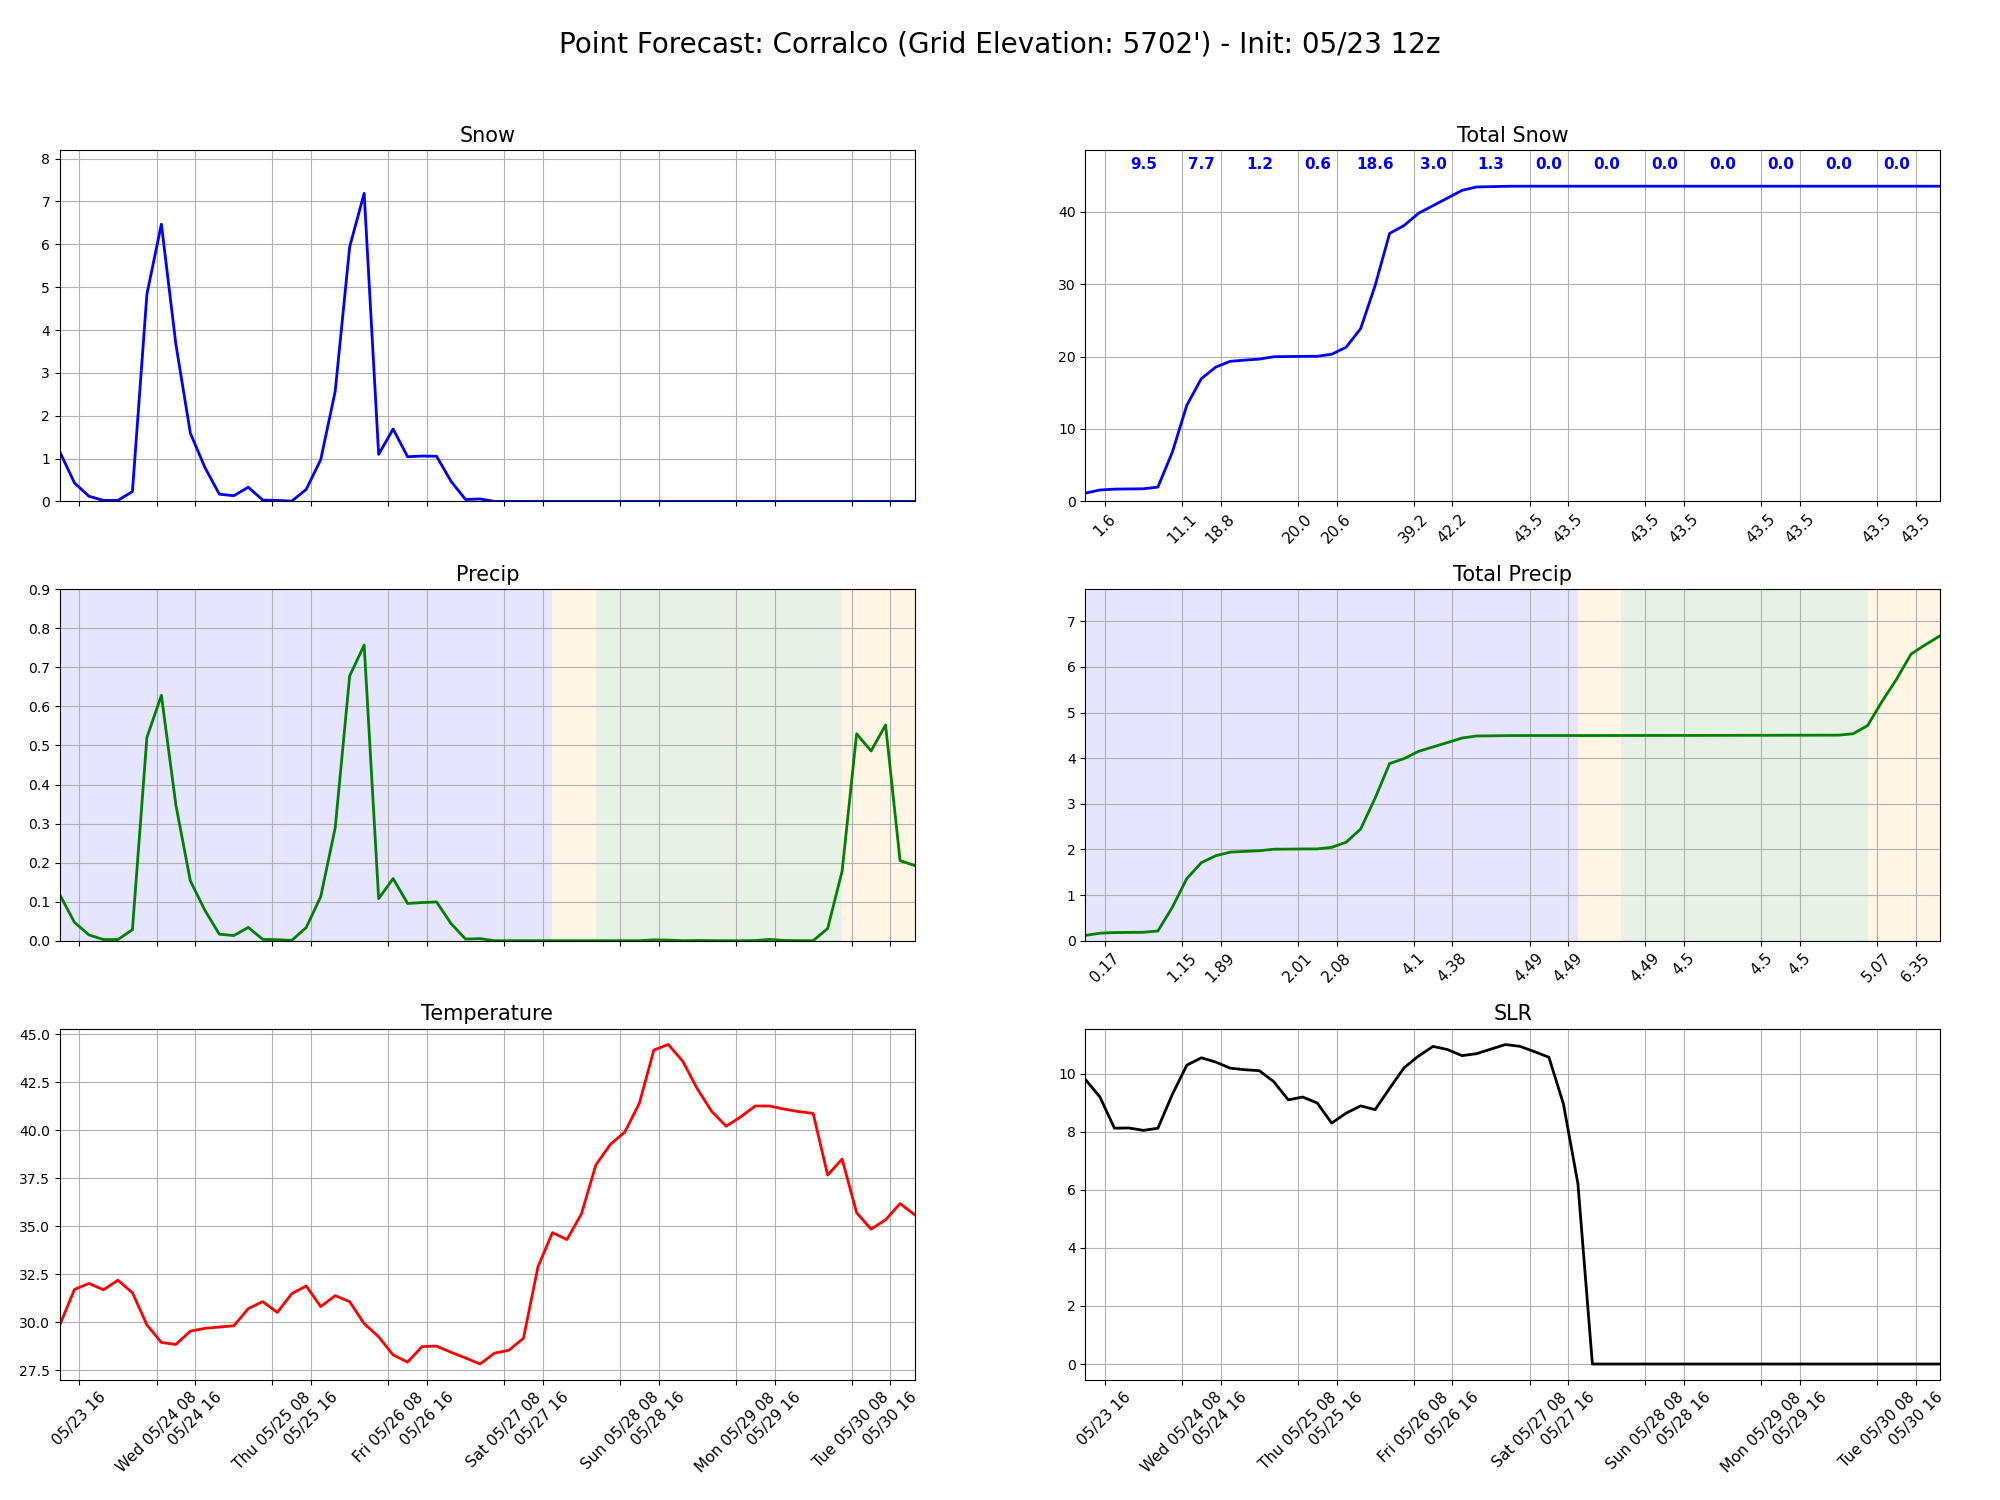 Point Forecast: Corralco (Grid Elevation: 5702') - Init: 05/23 12z
Snow
8
7
6
5
4
3
2
1
0
Total Snow
9.5 7.7 1.2 0.6 18.6 3.0 1.3 0.0 0.0 0.0 0.0 0.0 0.0 0.0
40
30
20
10
0
1.6 11.1 18.8 20.0 20.6 39.2 42.2 43.5 43.5 43.5 43.5 43.5 43.5 43.5 43.5
Precip
0.9
0.8
0.7
0.6
0.5
0.4
0.3
0.2
0.1
0.0
Total Precip
7
6
5
4
3
2
1
0
0.17 1.15 1.89 2.01 2.08 4.1 4.38 4.49 4.49 4.49 4.5 4.5 4.5 5.07 6.35
Temperature
45.0
42.5
40.0
37.5
35.0
32.5
30.0
27.5
05/23 16
Wed 05/24 08
05/24 16
Thu 05/25 08
05/25 16
Fri 05/26 08
05/26 16
Sat 05/27 08
05/27 16
Sun 05/28 08
05/28 16
Mon 05/29 08
05/29 16
Tue 05/30 08
05/30 16
SLR
10
8
6
4
2
0
05/23 16
Wed 05/24 08
05/24 16
Thu 05/25 08
05/25 16
Fri 05/26 08
05/26 16
Sat 05/27 08
05/27 16
Sun 05/28 08
05/28 16
Mon 05/29 08
05/29 16
Tue 05/30 08
05/30 16